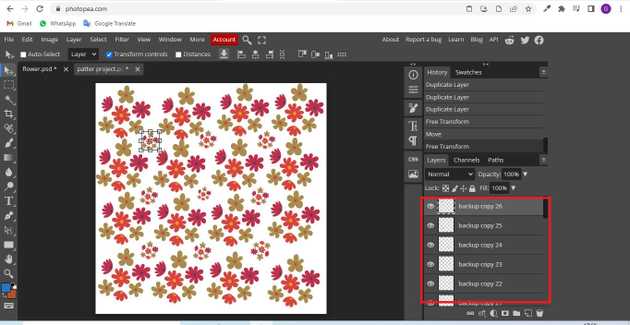 photopea.com
Gmail WhatsApp Google Translate
File Edit Image Layer Select Filter View Window More Account
About Report a bug Learn Blog API
Auto-Select Layer Transform controls Distances
flower.psd * patter project.p * 
History Swatches
Duplicate Layer
Duplicate Layer
Duplicate Layer
Free Transform
Move
Free Transform
CSS
Layers Channels Paths
Normal Opacity: 100%
Lock: Fill: 100%
backup copy 26
backup copy 25
backup copy 24
backup copy 23
backup copy 22